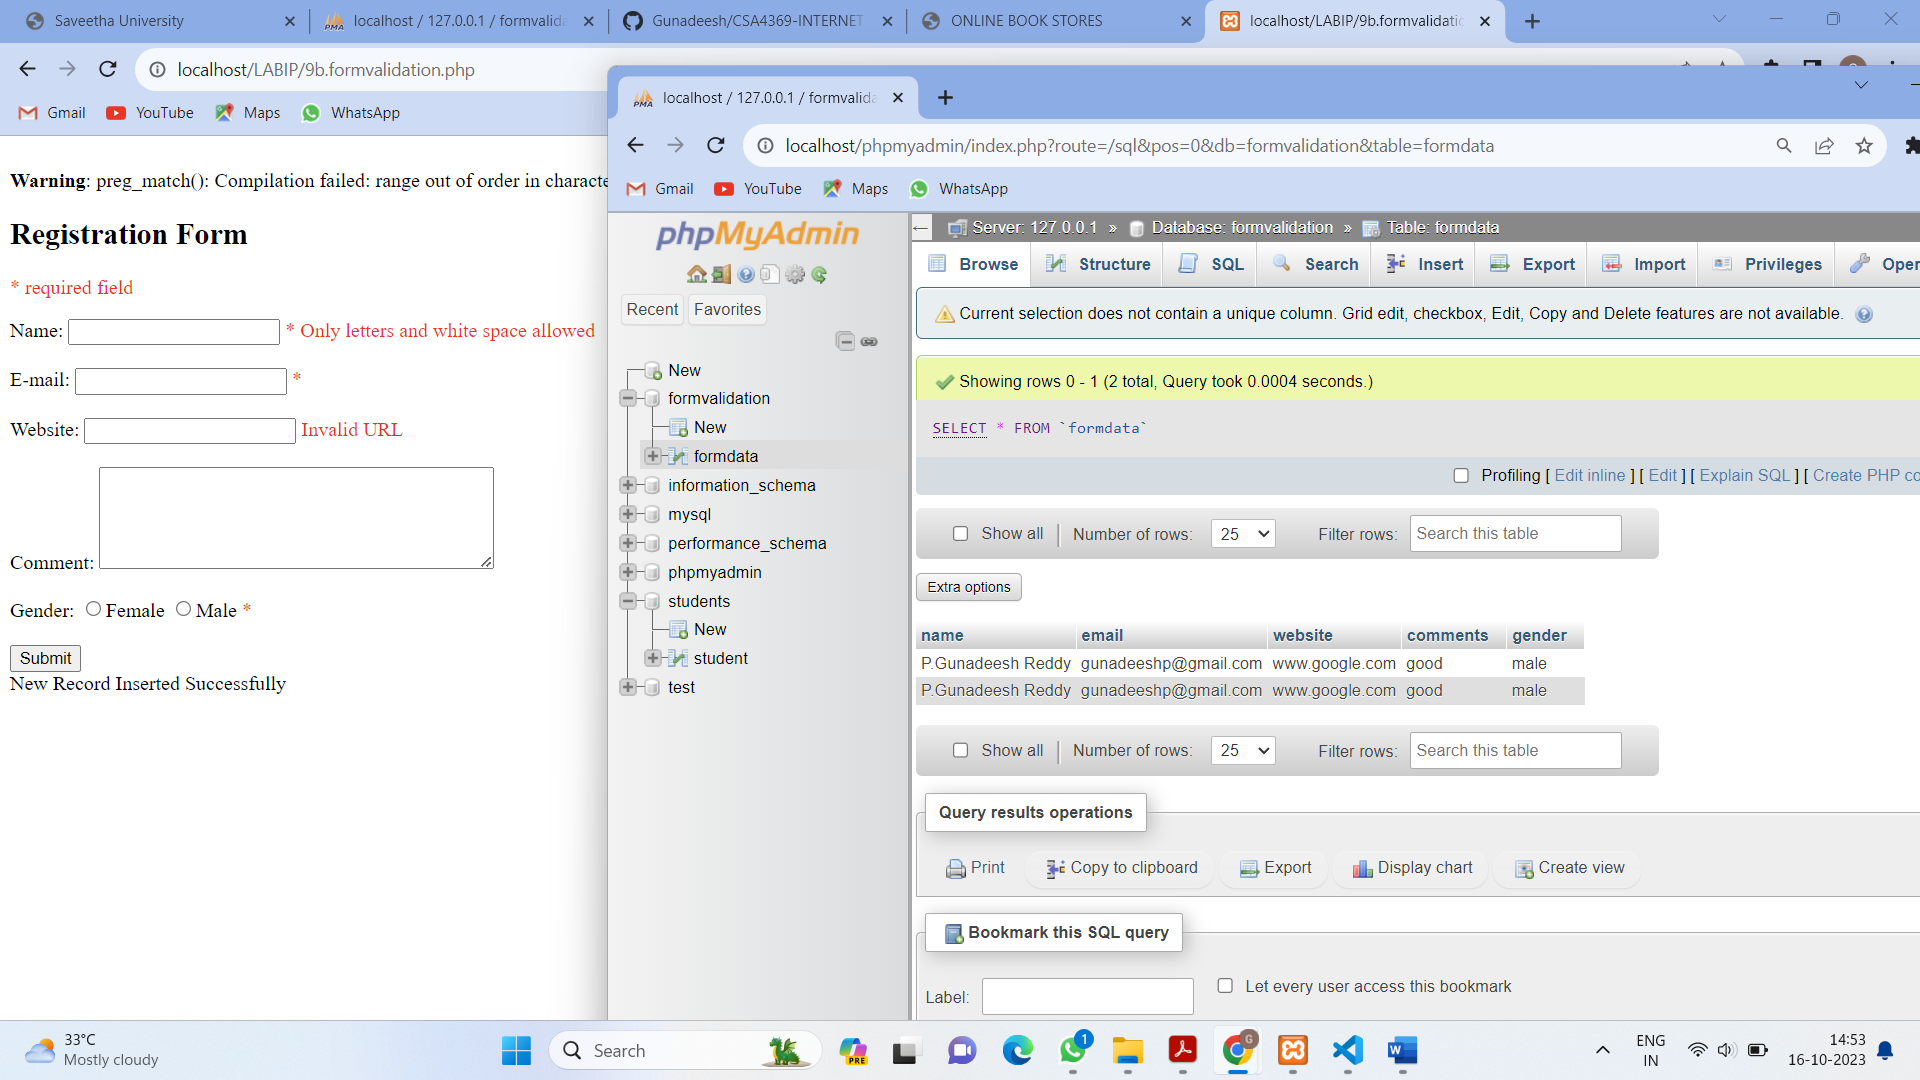 Saveetha University
localhost / 127.0.0.1 / formvalida
Gunadeesh/CSA4369-INTERNET
ONLINE BOOK STORES
localhost/LABIP/9b.formvalidatio
localhost/LABIP/9b.formvalidation.php
Gmail
YouTube
Maps
WhatsApp
Warning: preg_match(): Compilation failed: range out of order in characte
Registration Form
* required field
Name: * Only letters and white space allowed
E-mail: *
Website: Invalid URL
Comment:
Gender: Female Male *
Submit
New Record Inserted Successfully
PMA localhost / 127.0.0.1 / formvalida
localhost/phpmyadmin/index.php?route=/sql&pos=0&db=formvalidation&table=formdata
Gmail
YouTube
Maps
WhatsApp
phpMyAdmin
Recent
Favorites
New
formvalidation
New
formdata
information_schema
mysql
performance_schema
phpmyadmin
students
New
student
test
Server: 127.0.0.1 » Database: formvalidation » Table: formdata
Browse
Structure
SQL
Search
Insert
Export
Import
Privileges
Oper
Current selection does not contain a unique column. Grid edit, checkbox, Edit, Copy and Delete features are not available.
Showing rows 0 - 1 (2 total, Query took 0.0004 seconds.)
SELECT * FROM `formdata`
Profiling [ Edit inline ] [ Edit ] [ Explain SQL ] [ Create PHP co
Show all
Number of rows: 25
Filter rows: Search this table
Extra options
name email website comments gender
P.Gunadeesh Reddy gunadeeshp@gmail.com www.google.com good male
P.Gunadeesh Reddy gunadeeshp@gmail.com www.google.com good male
Show all
Number of rows: 25
Filter rows: Search this table
Query results operations
Print
Copy to clipboard
Export
Display chart
Create view
Bookmark this SQL query
Label:
Let every user access this bookmark
33°C
Mostly cloudy
Search
PRE
1
G
ENG
IN
14:53
16-10-2023